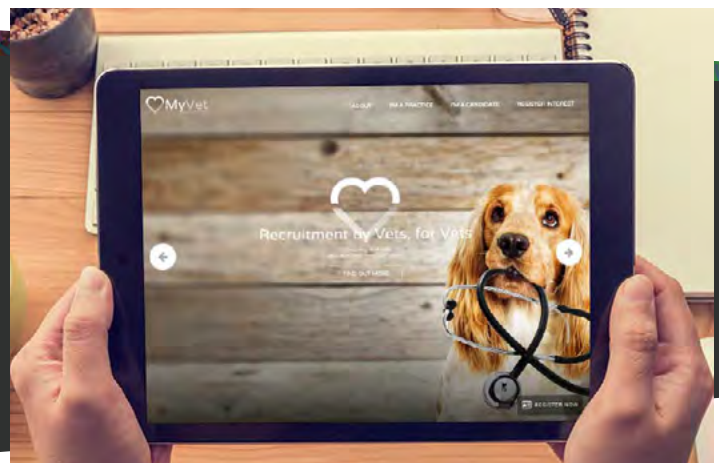 MyVet
ABOUT I'M A PRACTICE I'M A CANDIDATE REGISTER INTEREST
Recruitment by Vets, for Vets
FIND OUT MORE
REGISTER NOW